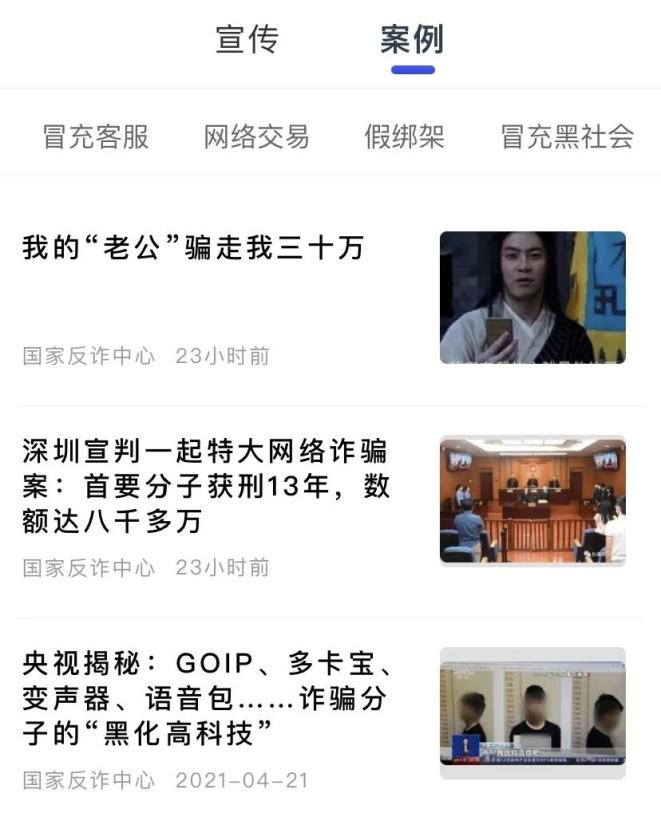 宣传 案例
冒充客服 网络交易 假绑架 冒充黑社会
我的“老公”骗走我三十万
国家反诈中心 23小时前
深圳宣判一起特大网络诈骗
案：首要分子获刑13年，数
额达八千多万
国家反诈中心 23小时前
央视揭秘：GOIP、多卡宝、
变声器、语音包……诈骗分
子的“黑化高科技”
国家反诈中心 2021-04-21